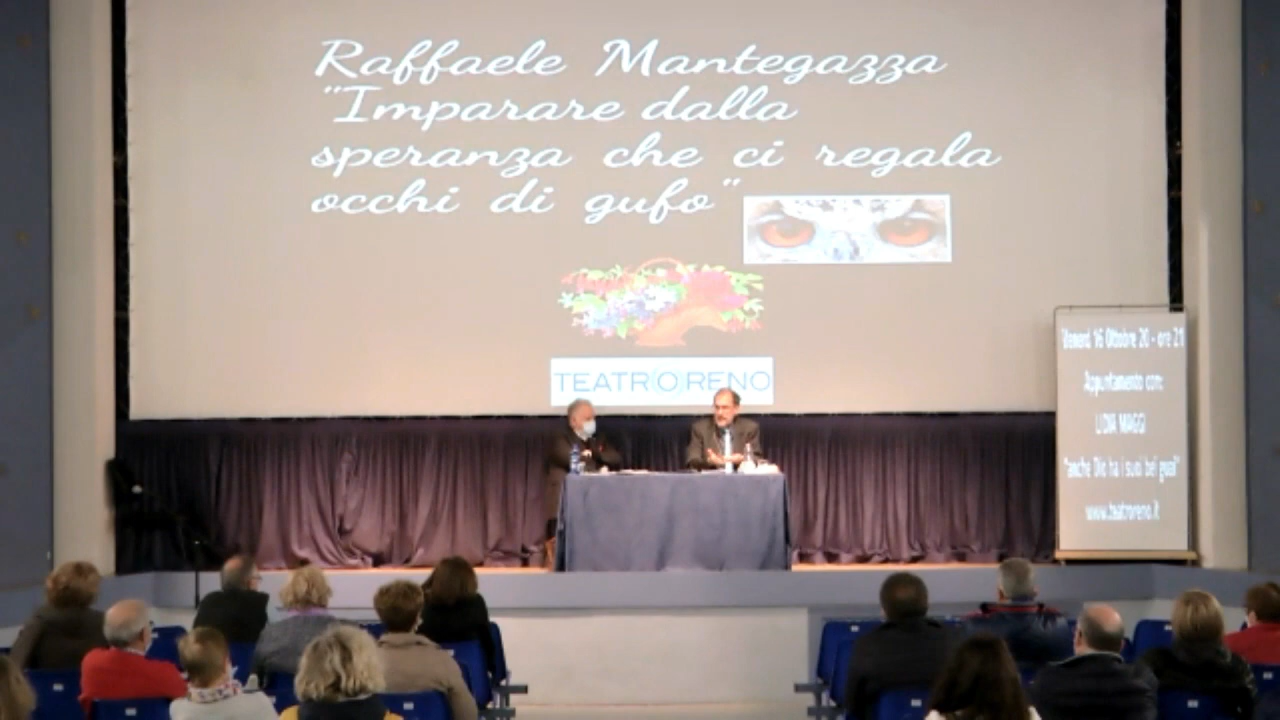 Raffaele Mantegazza
"Imparare dalla
speranza che ci regala
occhi di gufo"
TEATR(O)RENO
Venerdì 16 Ottobre 20 - ore 21
Appuntamento con:
LIDIA MAGGI
"anche Dio ha i suoi bei guai"
www.teatroreno.it